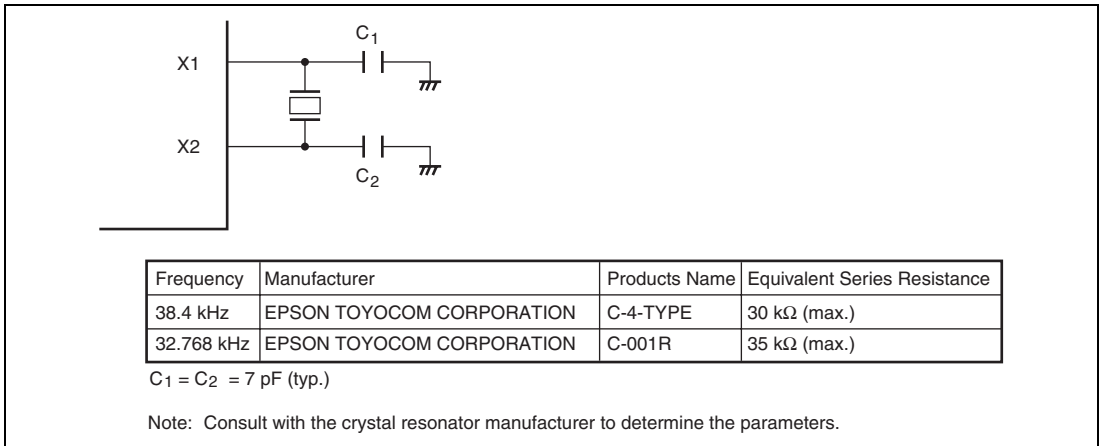 C1
X1
X2
C2
Frequency Manufacturer Products Name Equivalent Series Resistance
38.4 kHz EPSON TOYOCOM CORPORATION C-4-TYPE 30 kΩ (max.)
32.768 kHz EPSON TOYOCOM CORPORATION C-001R 35 kΩ (max.)
C1 = C2 = 7 pF (typ.)
Note: Consult with the crystal resonator manufacturer to determine the parameters.